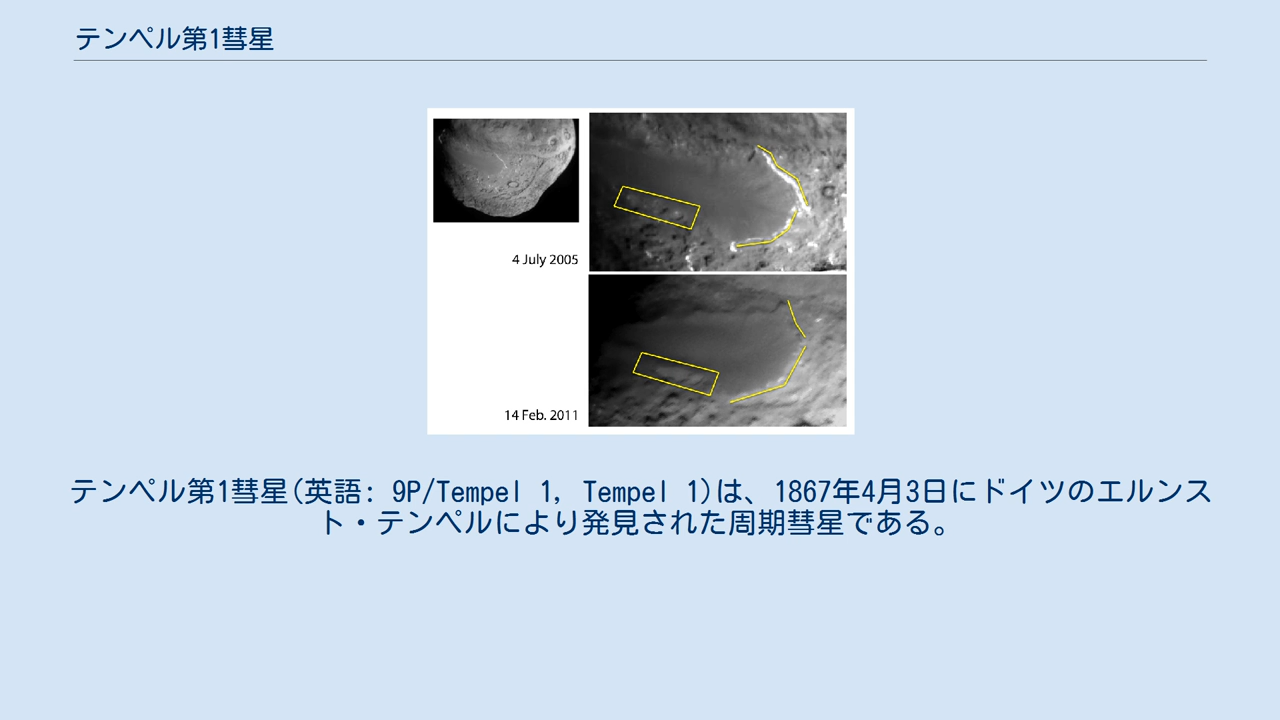 テンペル第1彗星
4 July 2005
14 Feb. 2011
テンペル第1彗星(英語: 9P/Tempel 1, Tempel 1)は、1867年4月3日にドイツのエルンス
ト・テンペルにより発見された周期彗星である。